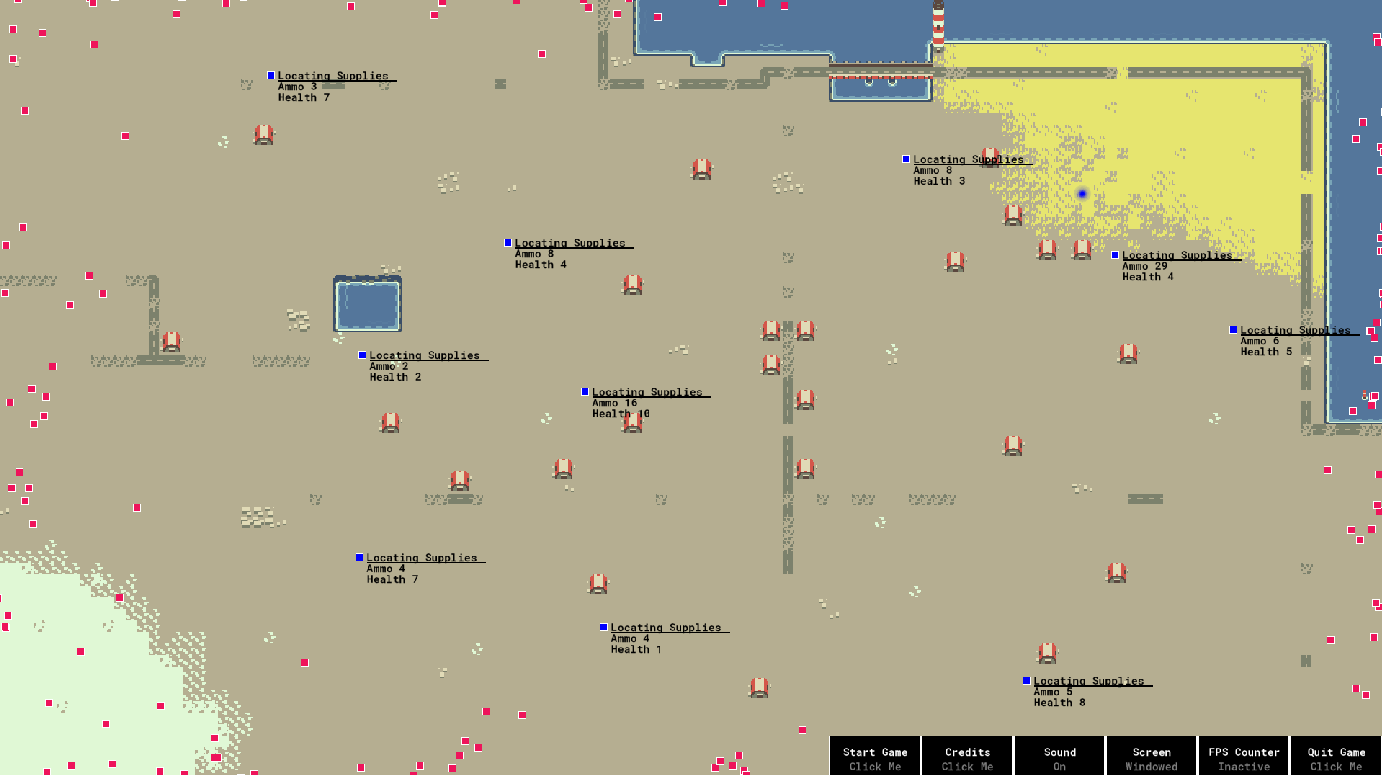 Locating Supplies
Ammo 3
Health 7
Locating Supplies
Ammo 8
Health 3
Locating Supplies
Ammo 8
Health 4
Locating Supplies
Ammo 29
Health 4
Locating Supplies
Ammo 6
Health 5
Locating Supplies
Ammo 2
Health 2
Locating Supplies
Ammo 16
Health 10
Locating Supplies
Ammo 4
Health 7
Locating Supplies
Ammo 4
Health 1
Locating Supplies
Ammo 5
Health 8
Start Game
Click Me
Credits
Click Me
Sound
On
Screen
Windowed
FPS Counter
Inactive
Quit Game
Click Me